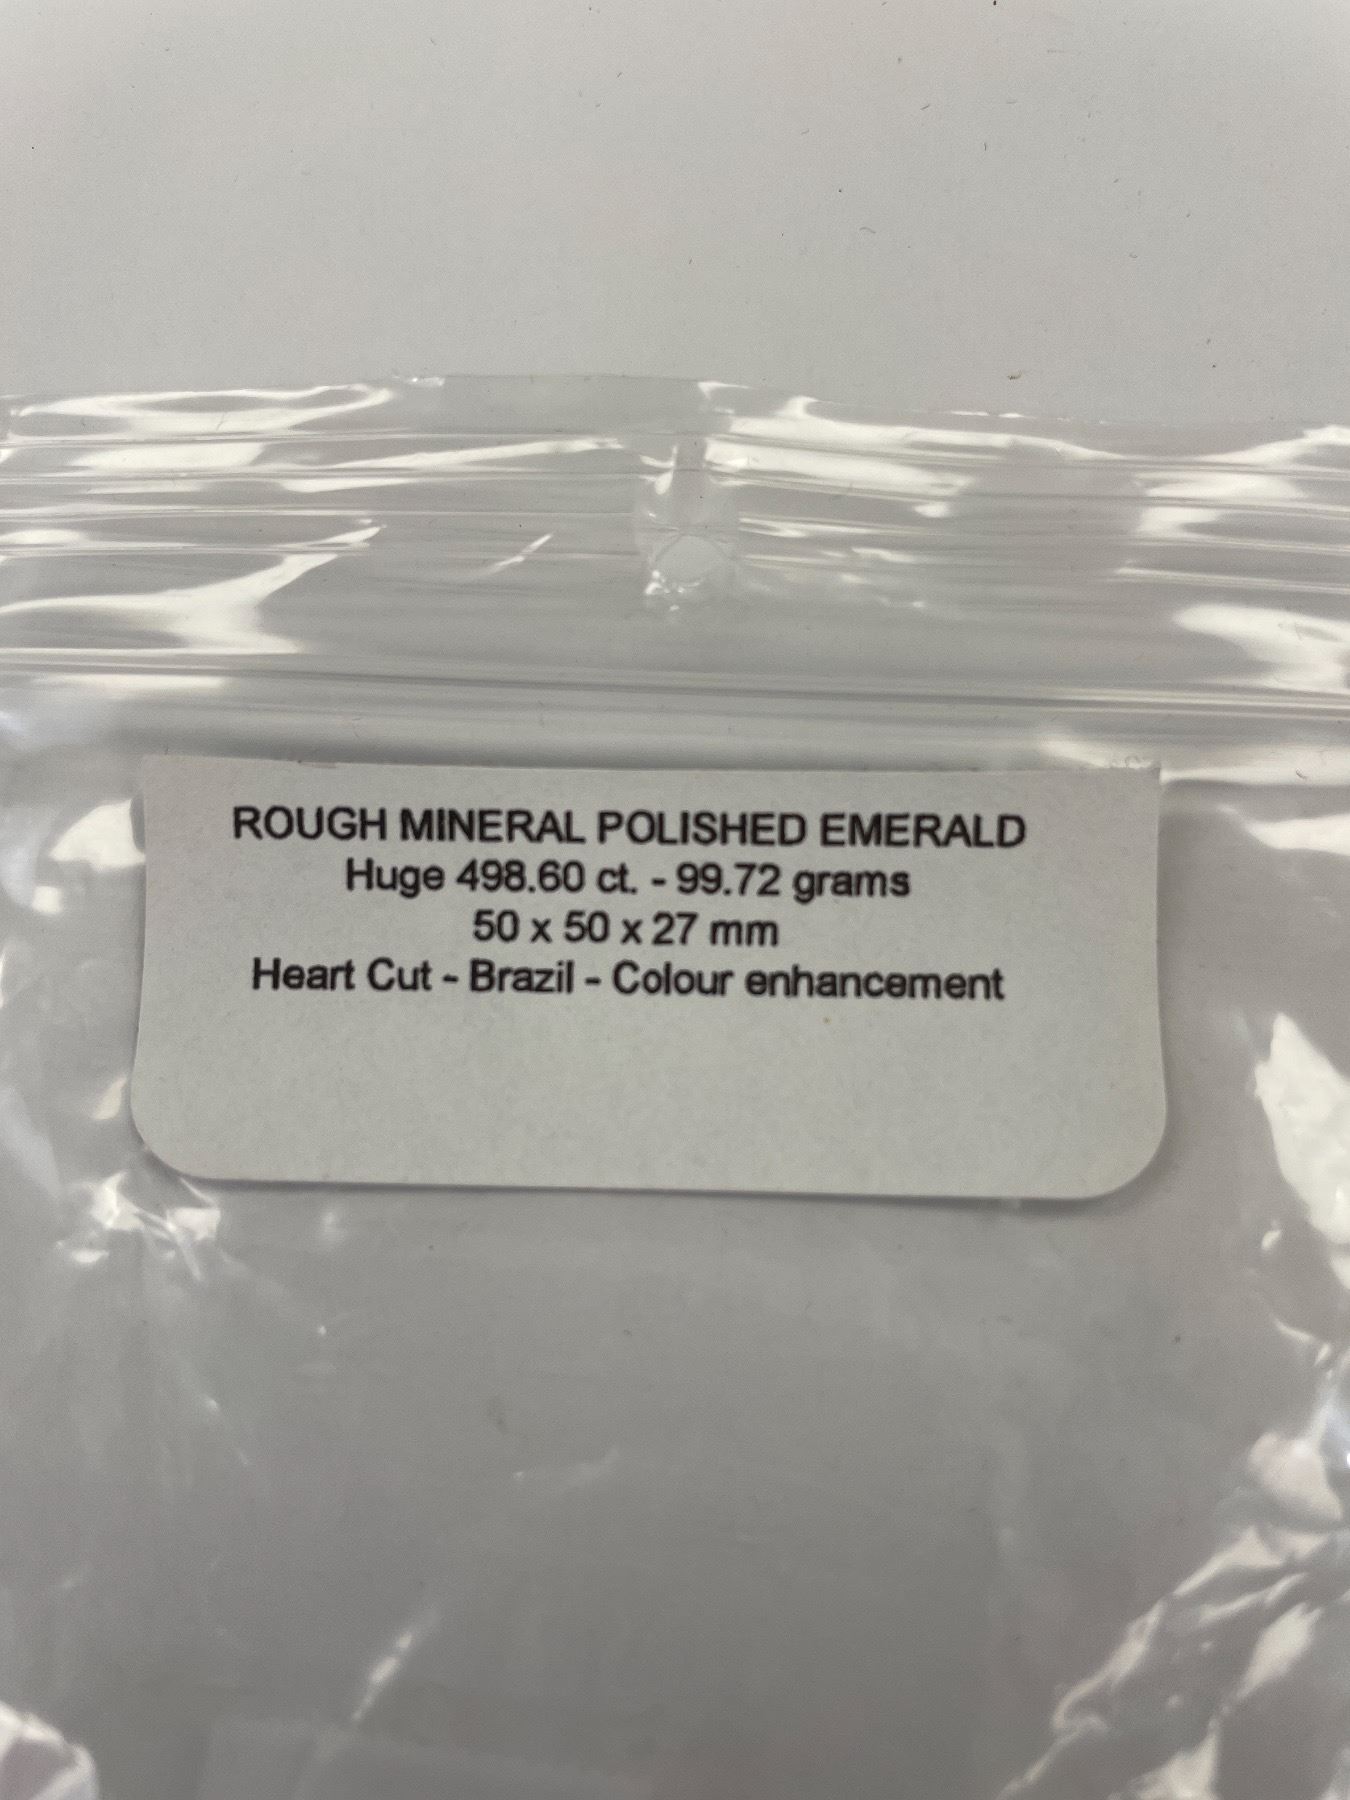 ROUGH MINERAL POLISHED EMERALD
Huge 498.60 ct. - 99.72 grams
50 x 50 x 27 mm
Heart Cut - Brazil - Colour enhancement